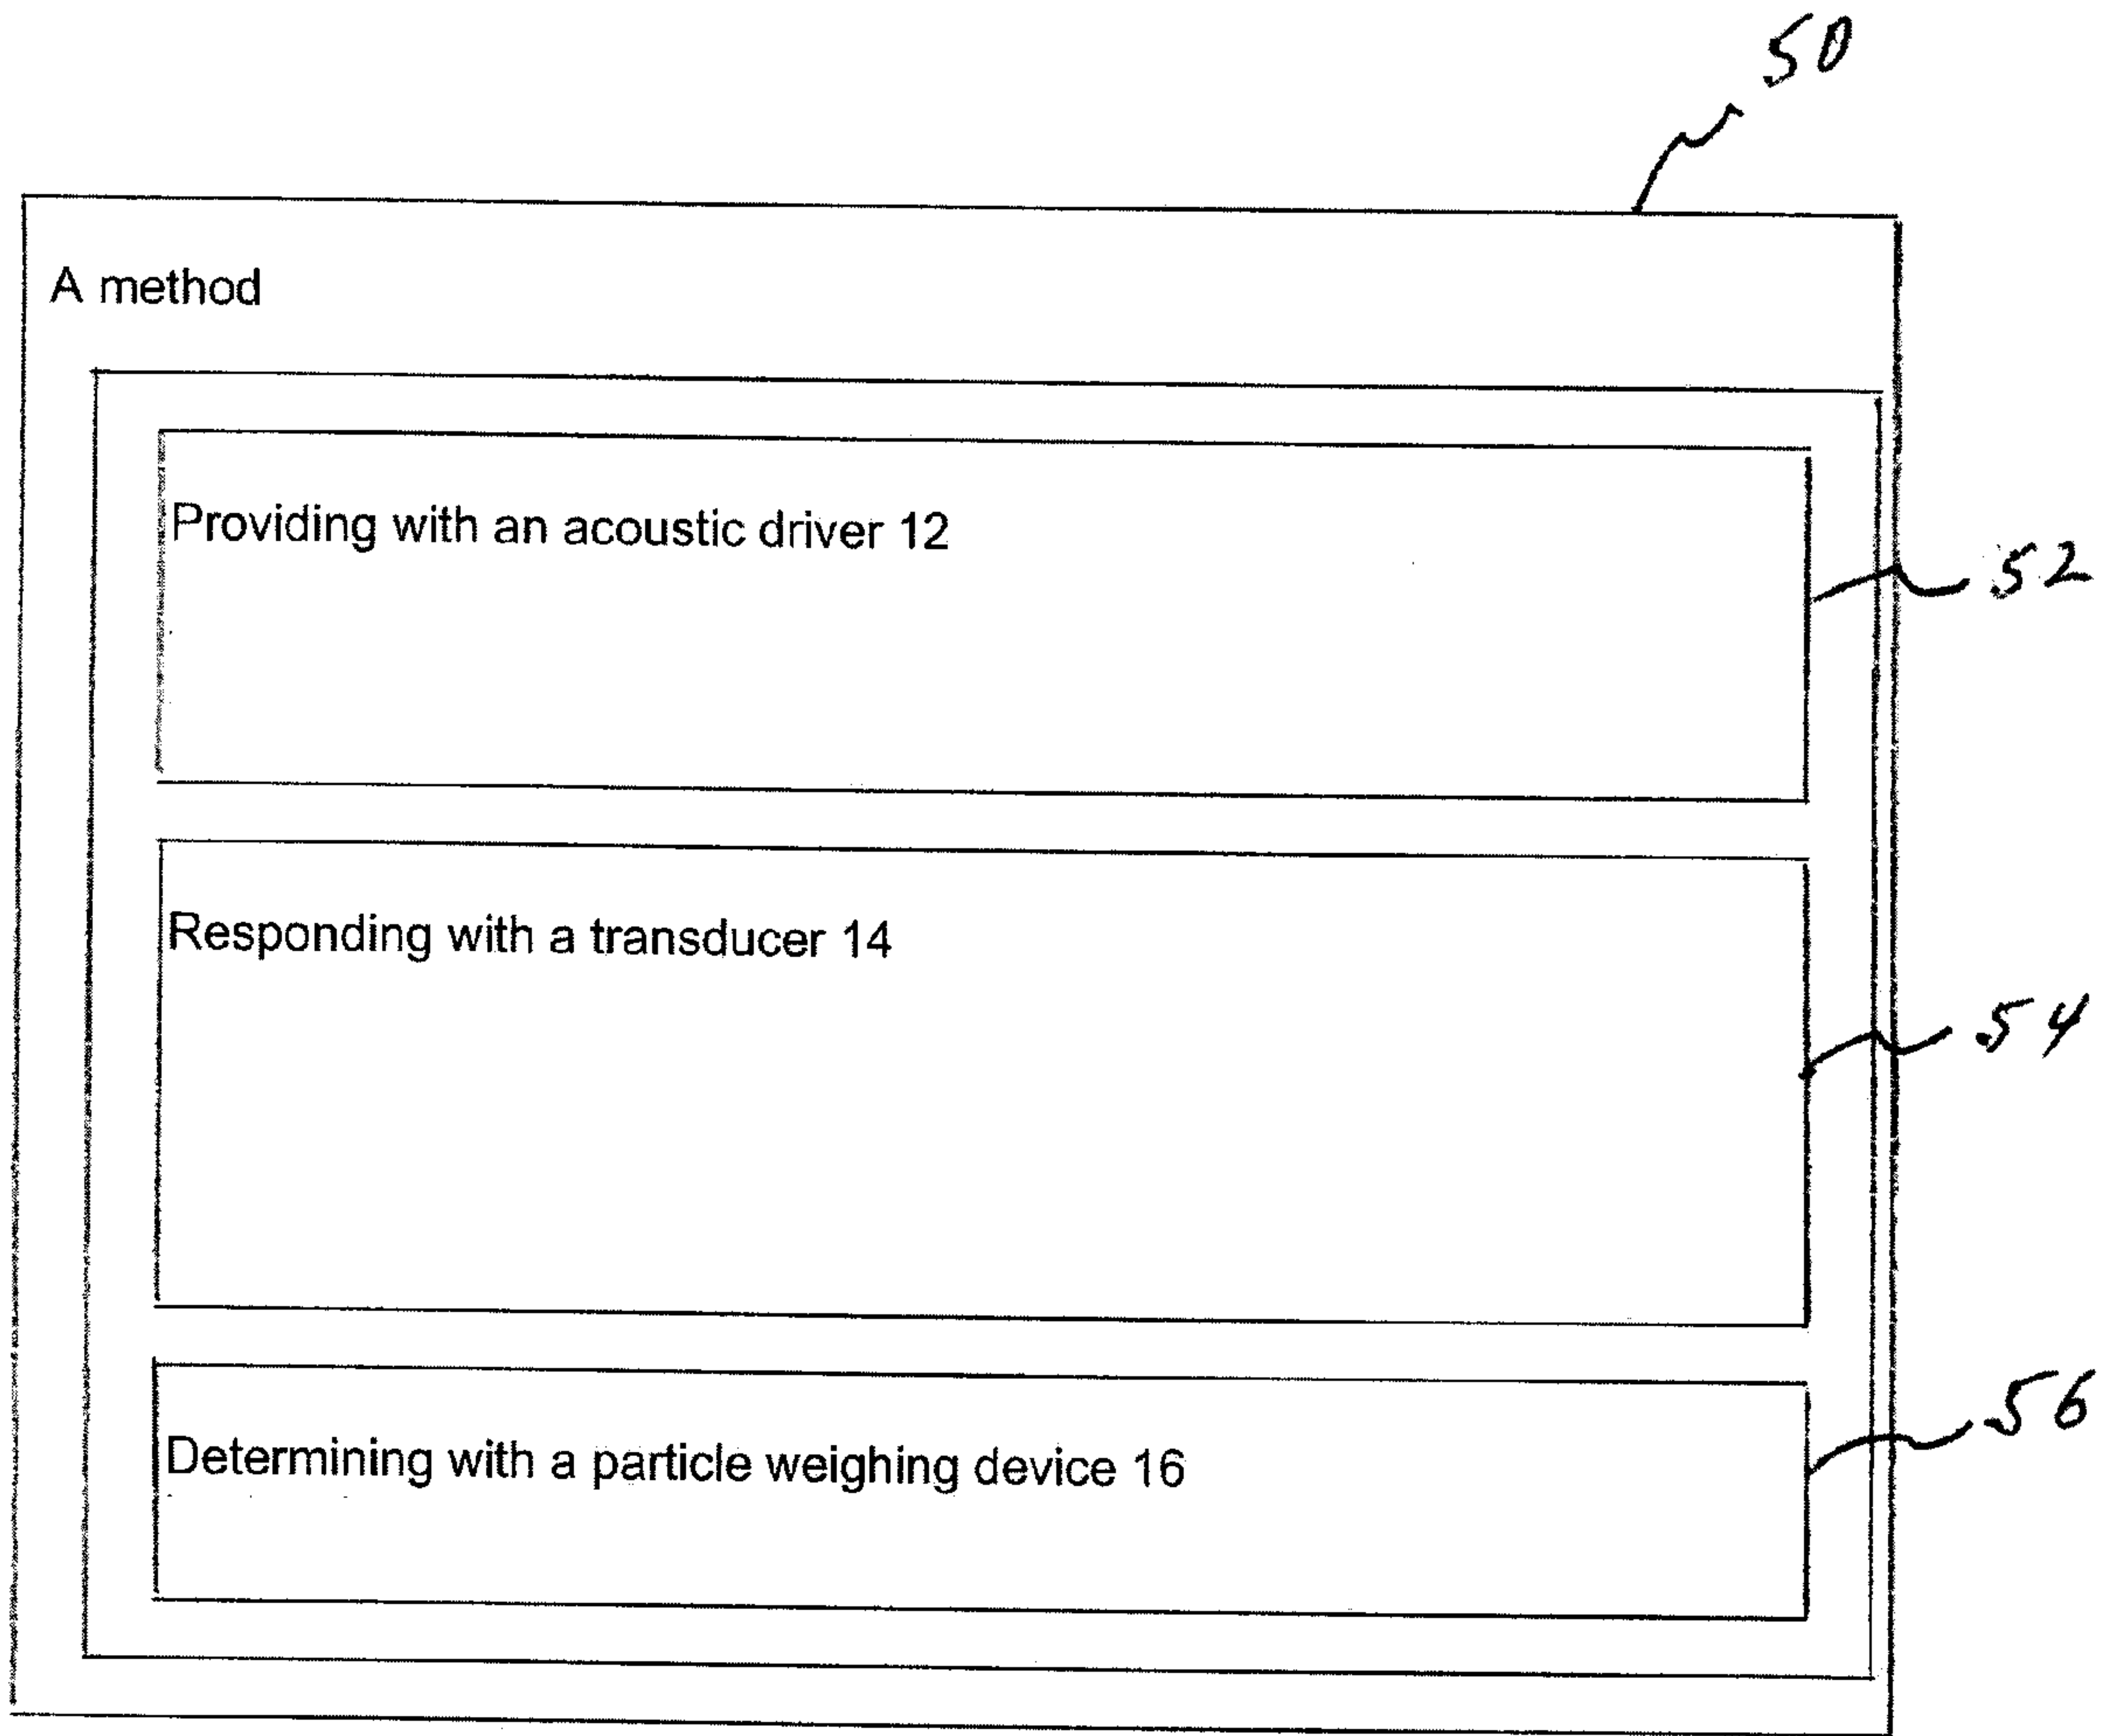 50
A method
Providing with an acoustic driver 12
52
Responding with a transducer 14
54
Determining with a particle weighing device 16
56